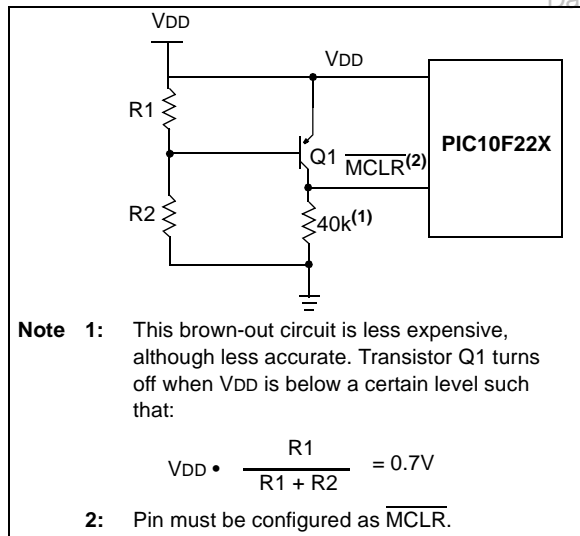 VDD
VDD
R1
Q1
MCLR(2)
PIC10F22X
R2
40k(1)
Note 1: This brown-out circuit is less expensive,
although less accurate. Transistor Q1 turns
off when VDD is below a certain level such
that:
VDD • R1 / R1 + R2 = 0.7V
2: Pin must be configured as MCLR.